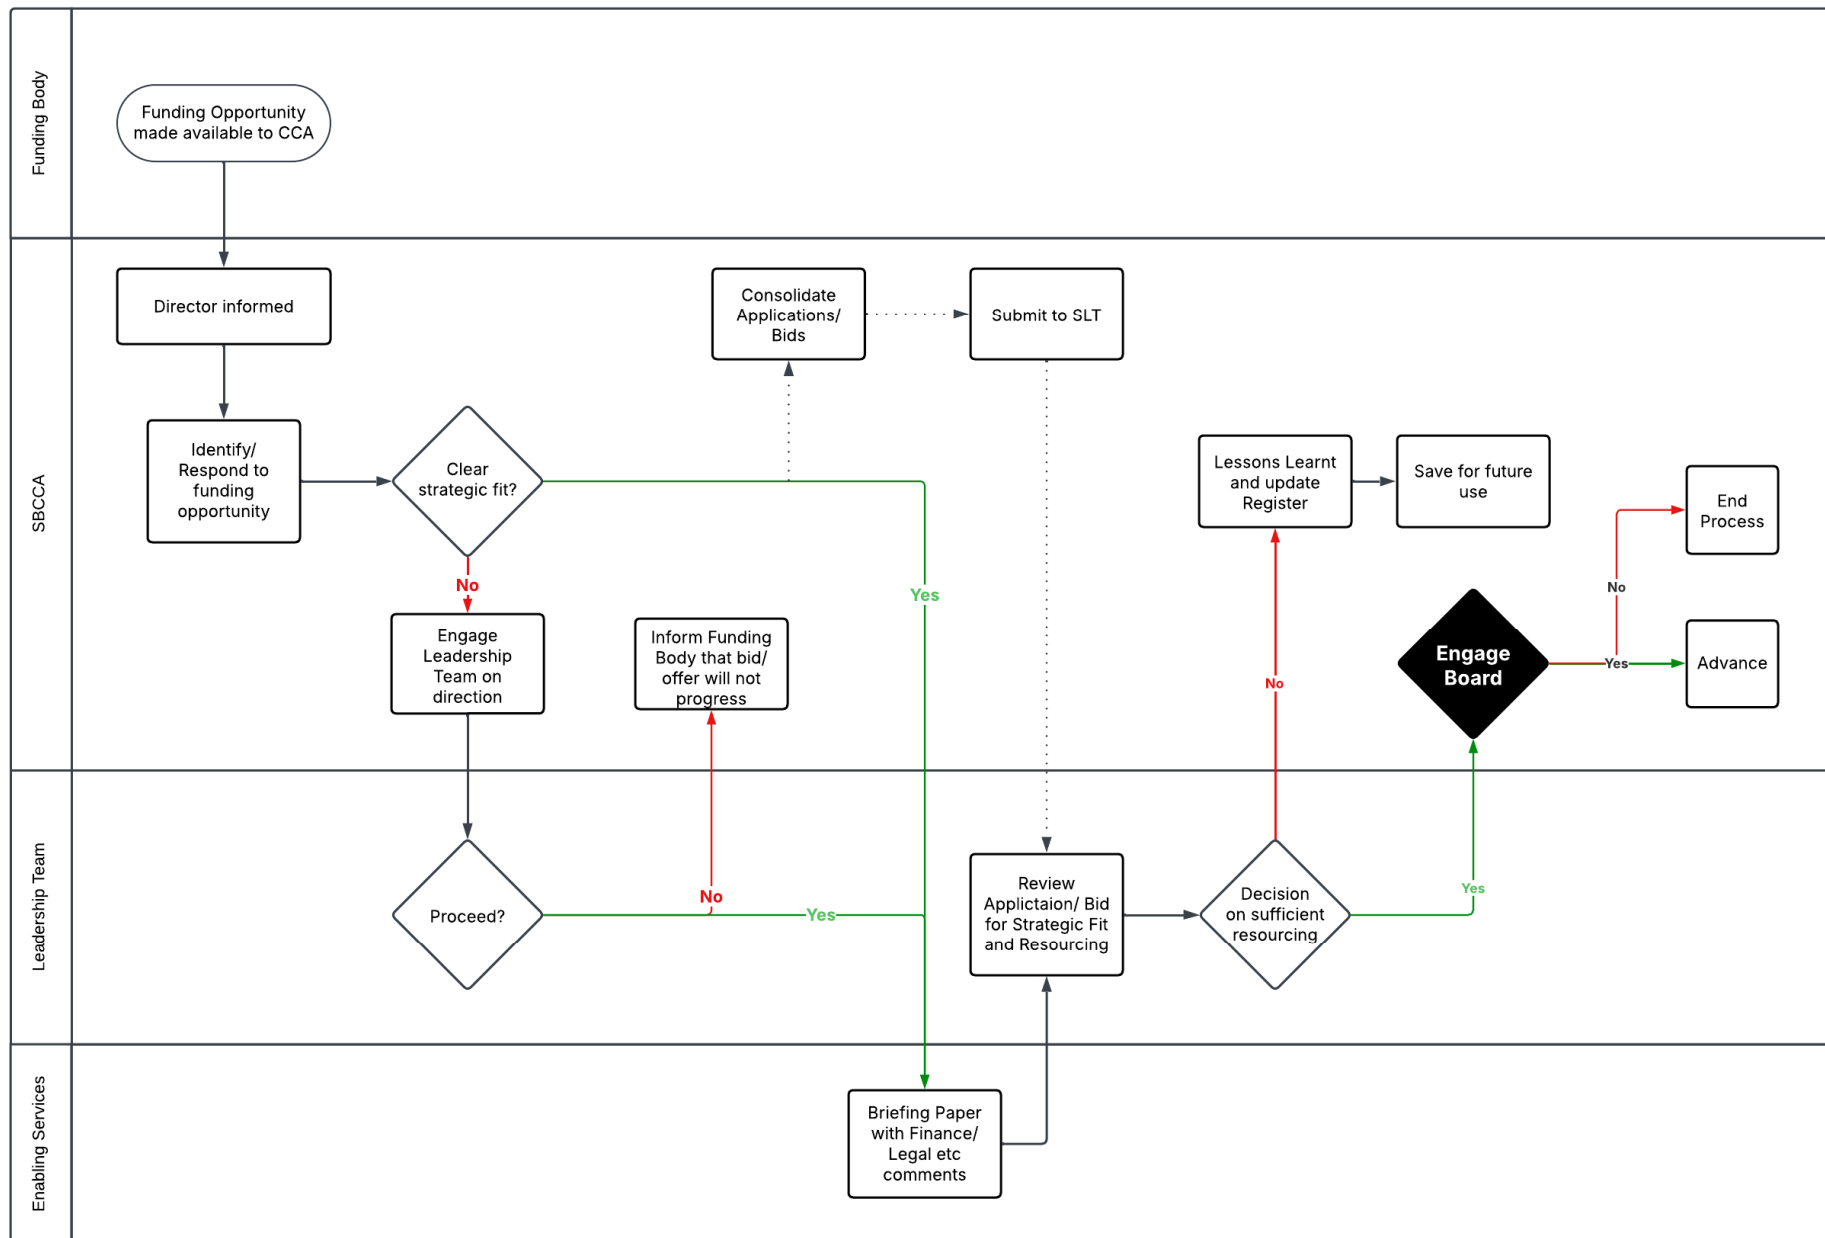 Funding Body
Funding Opportunity
made available to CCA
SBCCA
Director informed
Consolidate
Applications/
Bids
Submit to SLT
Identify/
Respond to
funding
opportunity
Clear
strategic fit?
Lessons Learnt
and update
Register
Save for future
use
End
Process
No
Yes
No
Engage
Leadership
Team on
direction
Inform Funding
Body that bid/
offer will not
progress
No
Engage
Board
Yes
Advance
Leadership Team
Proceed?
No
Yes
Review
Applictaion/ Bid
for Strategic Fit
and Resourcing
Decision
on sufficient
resourcing
Yes
Enabling Services
Briefing Paper
with Finance/
Legal etc
comments